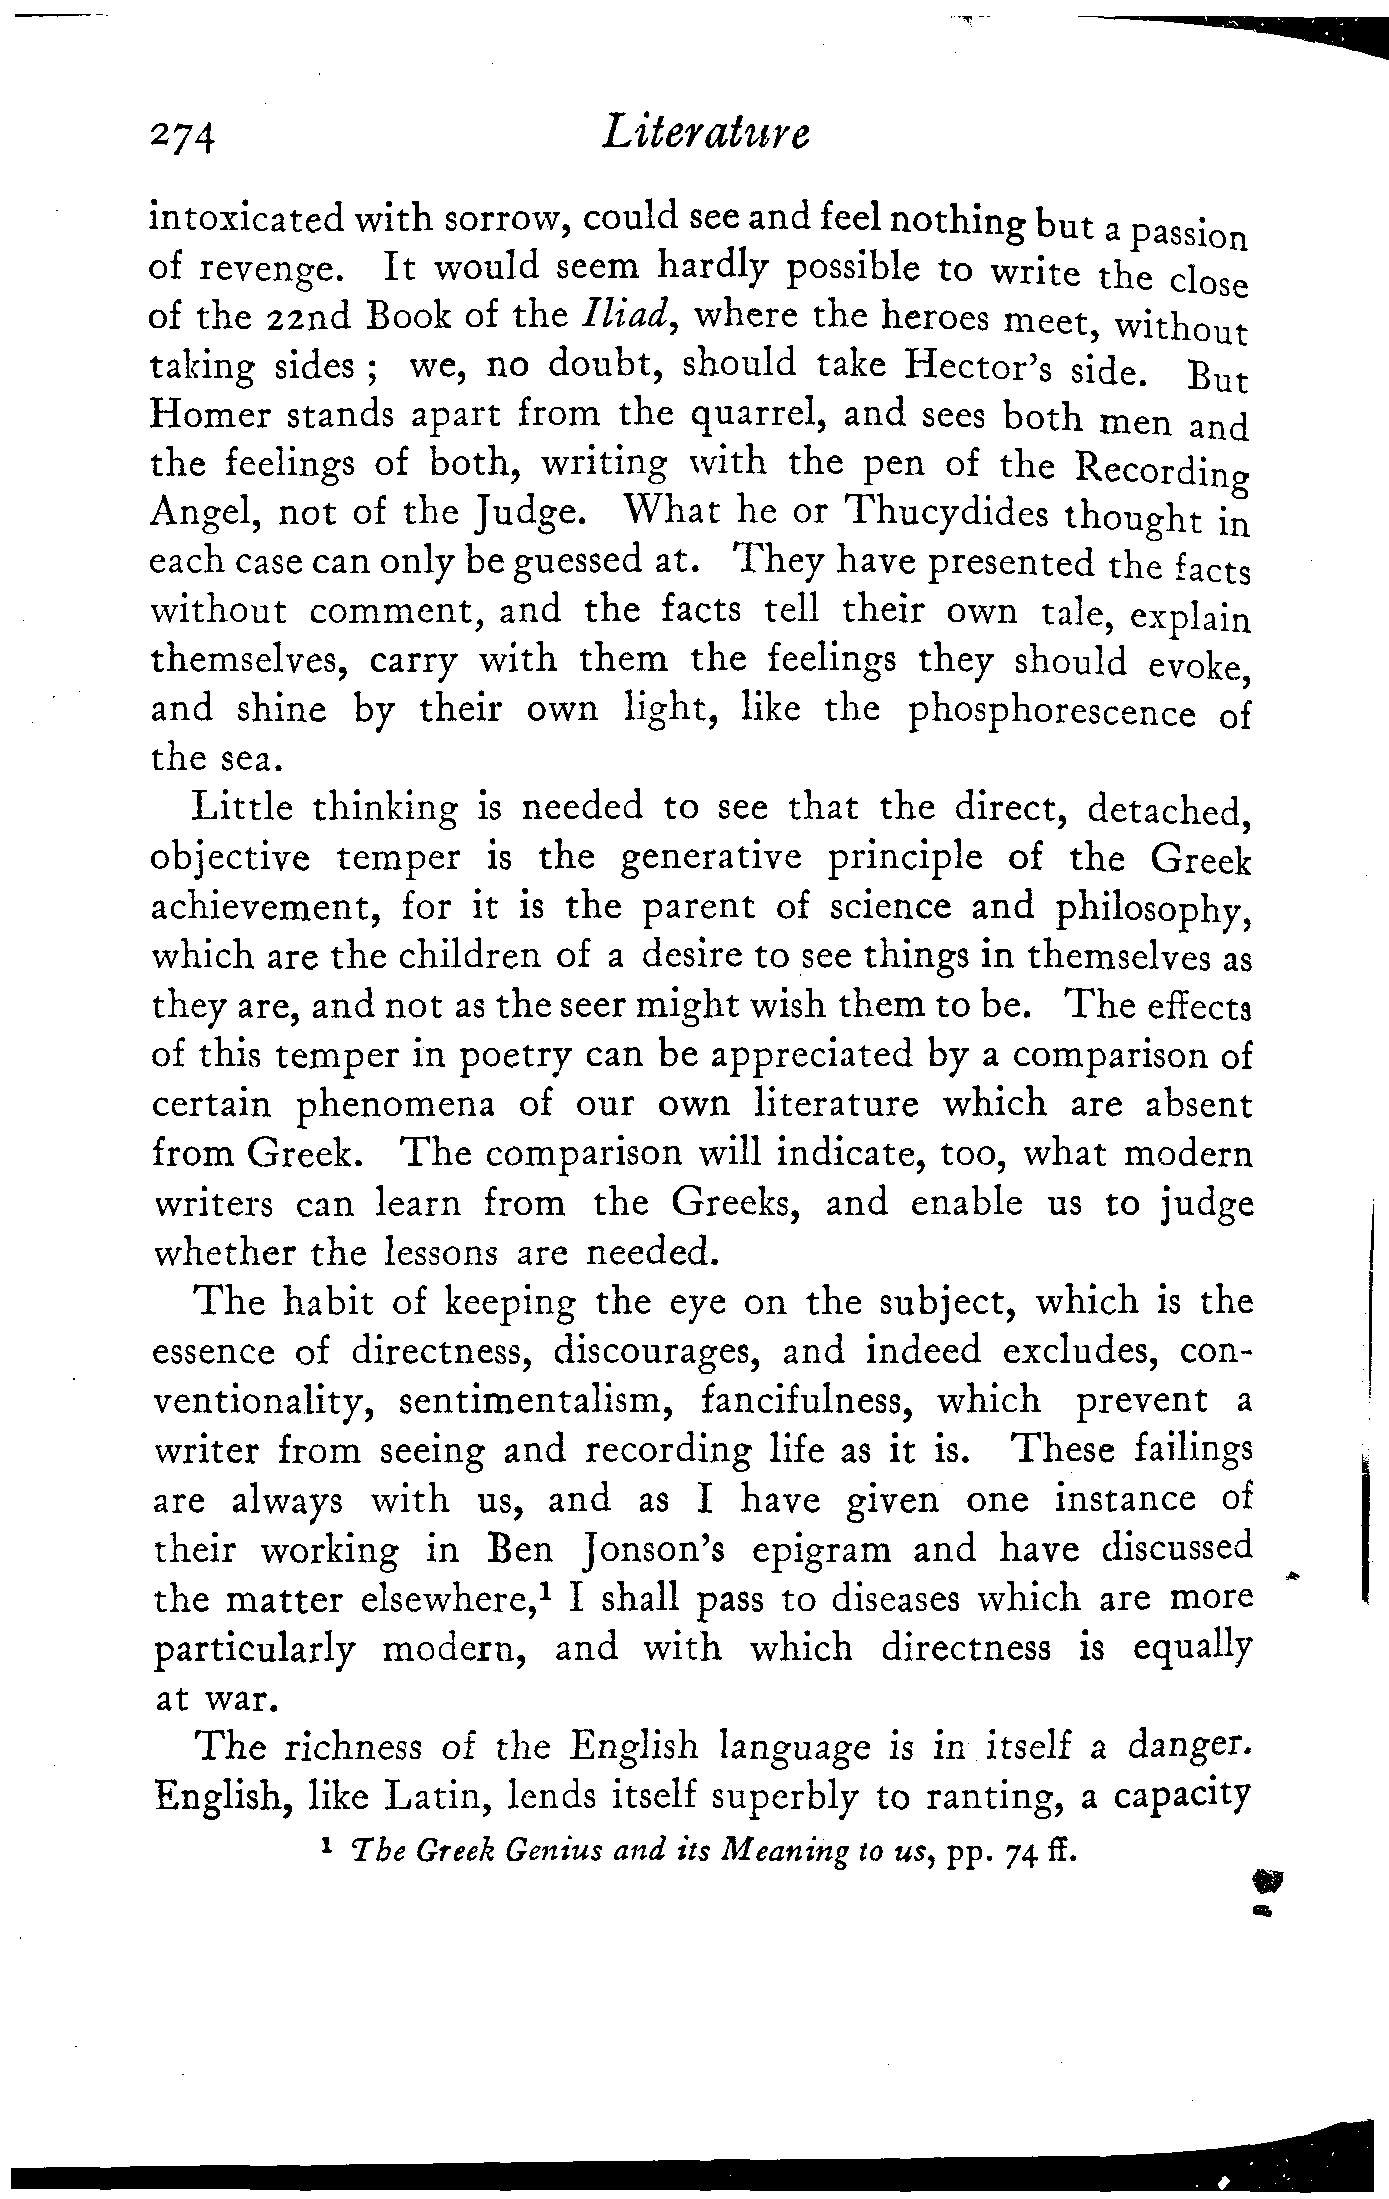 274 Literature
intoxicated with sorrow, could see and feel nothing but a passion
of revenge. It would seem hardly possible to write the close
of the 22nd Book of the Iliad, where the heroes meet, without
taking sides ; we, no doubt, should take Hector's side. But
Homer stands apart from the quarrel, and sees both men and
the feelings of both, writing with the pen of the Recording
Angel, not of the Judge. What he or Thucydides thought in
each case can only be guessed at. They have presented the facts
without comment, and the facts tell their own tale, explain
themselves, carry with them the feelings they should evoke,
and shine by their own light, like the phosphorescence of
the sea.
Little thinking is needed to see that the direct, detached,
objective temper is the generative principle of the Greek
achievement, for it is the parent of science and philosophy,
which are the children of a desire to see things in themselves as
they are, and not as the seer might wish them to be. The effects
of this temper in poetry can be appreciated by a comparison of
certain phenomena of our own literature which are absent
from Greek. The comparison will indicate, too, what modern
writers can learn from the Greeks, and enable us to judge
whether the lessons are needed.
The habit of keeping the eye on the subject, which is the
essence of directness, discourages, and indeed excludes, con-
ventionality, sentimentalism, fancifulness, which prevent a
writer from seeing and recording life as it is. These failings
are always with us, and as I have given one instance of
their working in Ben Jonson's epigram and have discussed
the matter elsewhere,¹ I shall pass to diseases which are more
particularly modern, and with which directness is equally
at war.
The richness of the English language is in itself a danger.
English, like Latin, lends itself superbly to ranting, a capacity
¹ The Greek Genius and its Meaning to us, pp. 74 ff.